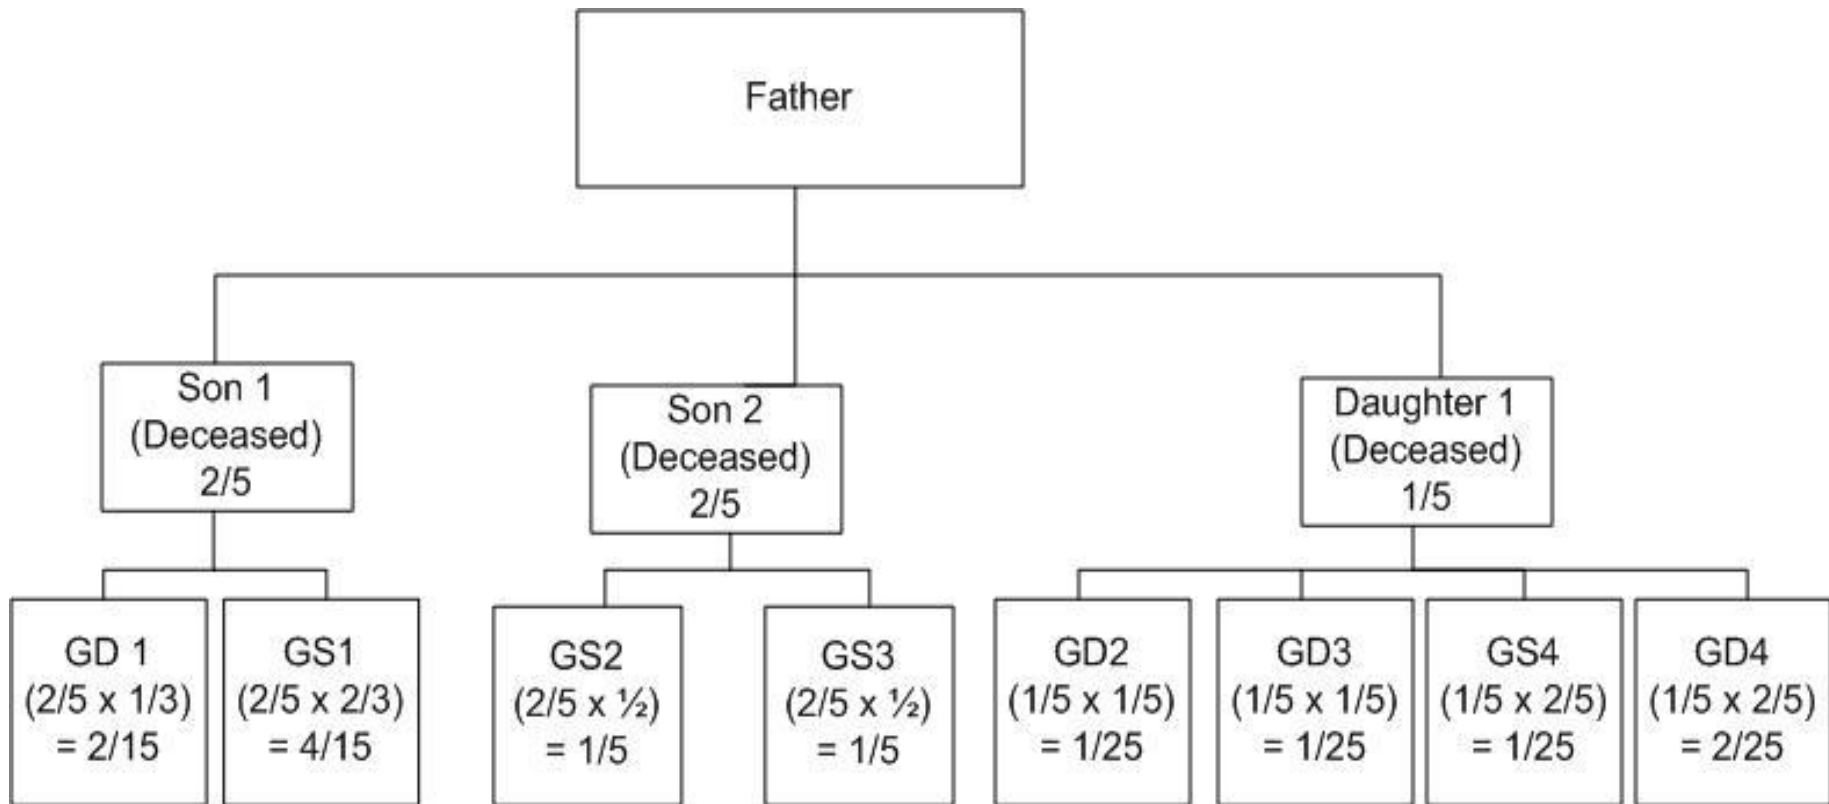 Father
Son 1
(Deceased)
2/5
Son 2
(Deceased)
2/5
Daughter 1
(Deceased)
1/5
GD 1
(2/5 x 1/3)
= 2/15
GS1
(2/5 x 2/3)
= 4/15
GS2
(2/5 x ½)
= 1/5
GS3
(2/5 x ½)
= 1/5
GD2
(1/5 x 1/5)
= 1/25
GD3
(1/5 x 1/5)
= 1/25
GS4
(1/5 x 2/5)
= 1/25
GD4
(1/5 x 2/5)
= 2/25